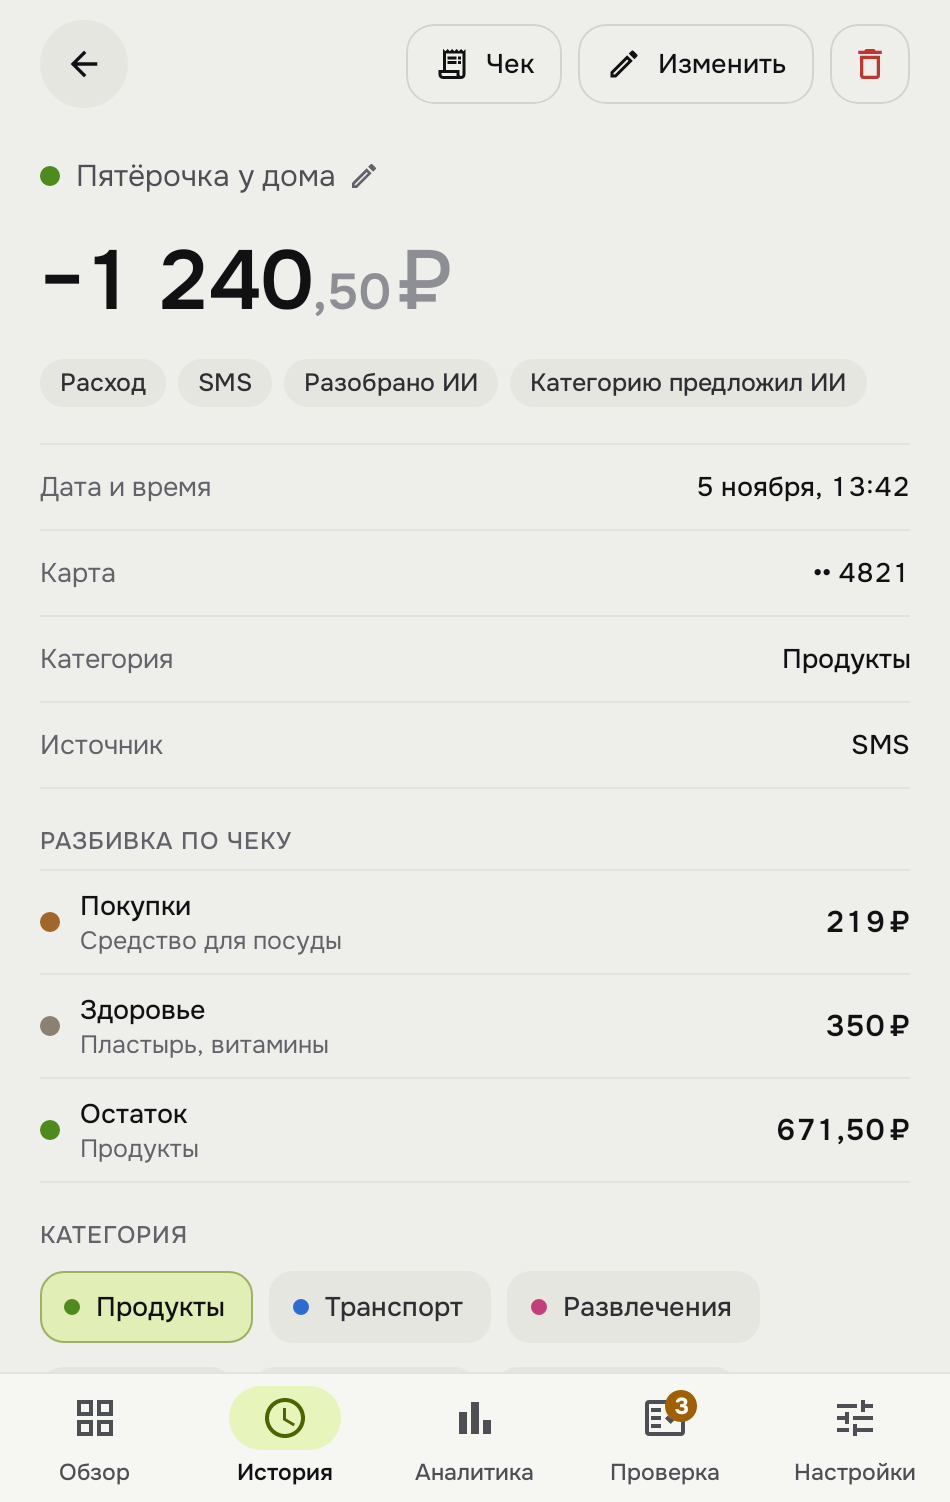 Чек
Изменить
Пятёрочка у дома
−1 240,50 ₽
Расход
SMS
Разобрано ИИ
Категорию предложил ИИ
Дата и время
5 ноября, 13:42
Карта
•• 4821
Категория
Продукты
Источник
SMS
РАЗБИВКА ПО ЧЕКУ
Покупки
Средство для посуды
219 ₽
Здоровье
Пластырь, витамины
350 ₽
Остаток
Продукты
671,50 ₽
КАТЕГОРИЯ
Продукты
Транспорт
Развлечения
3
Обзор
История
Аналитика
Проверка
Настройки